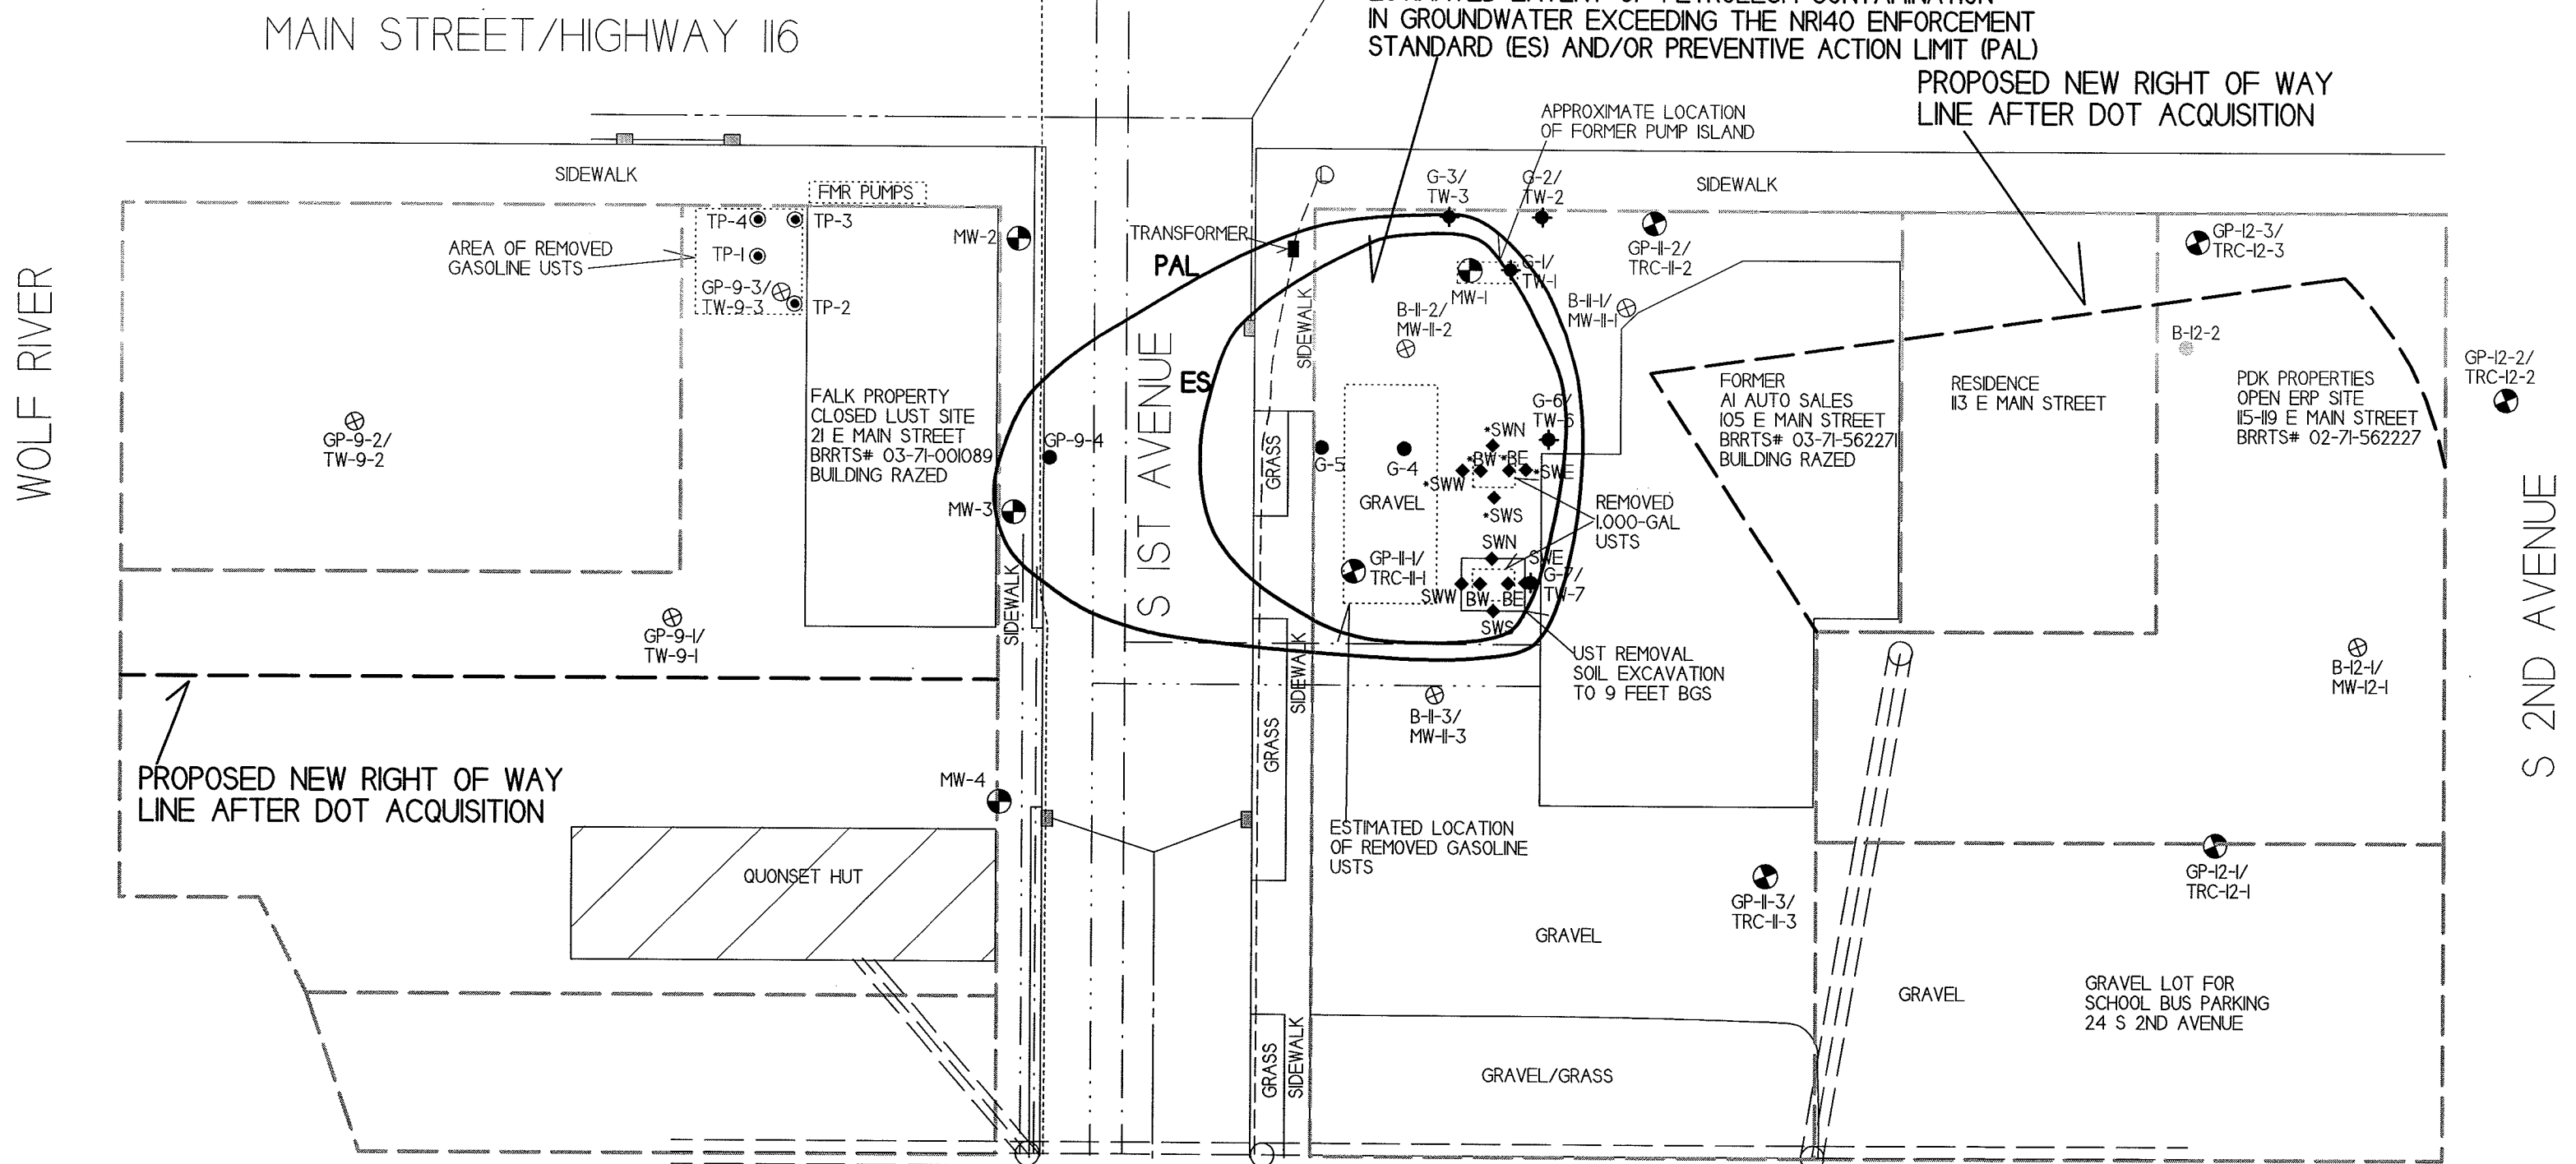 MAIN STREET/HIGHWAY 116
IN GROUNDWATER EXCEEDING THE NR140 ENFORCEMENT
STANDARD (ES) AND/OR PREVENTIVE ACTION LIMIT (PAL)
PROPOSED NEW RIGHT OF WAY
LINE AFTER DOT ACQUISITION
APPROXIMATE LOCATION
OF FORMER PUMP ISLAND
SIDEWALK
FMR PUMPS
TP-4
TP-3
TP-1
GP-9-3/
TW-9-3
TP-2
AREA OF REMOVED
GASOLINE USTS
MW-2
TRANSFORMER
PAL
ES
SIDEWALK
G-3/
TW-3
G-2/
TW-2
SIDEWALK
GP-11-2/
TRC-11-2
G-1/
TW-1
MW-1
B-11-2/
MW-11-2
B-11-1/
MW-11-1
GP-12-3/
TRC-12-3
B-12-2
GP-12-2/
TRC-12-2
WOLF RIVER
GP-9-2/
TW-9-2
FALK PROPERTY
CLOSED LUST SITE
21 E MAIN STREET
BRRTS# 03-71-001089
BUILDING RAZED
GP-9-4
MW-3
S 1ST AVENUE
GRASS
G-5
G-4
GRAVEL
G-6/
TW-6
*SWN
*BW
*BE
*SWE
*SWW
*SWS
REMOVED
1,000-GAL
USTS
FORMER
A1 AUTO SALES
105 E MAIN STREET
BRRTS# 03-71-562271
BUILDING RAZED
RESIDENCE
113 E MAIN STREET
PDK PROPERTIES
OPEN ERP SITE
115-119 E MAIN STREET
BRRTS# 02-71-562227
S 2ND AVENUE
GP-11-1/
TRC-11-1
SWN
SWE
G-7/
TW-7
SWW
BW
BE
SWS
SIDEWALK
GP-9-1/
TW-9-1
SIDEWALK
UST REMOVAL
SOIL EXCAVATION
TO 9 FEET BGS
B-11-3/
MW-11-3
B-12-1/
MW-12-1
PROPOSED NEW RIGHT OF WAY
LINE AFTER DOT ACQUISITION
MW-4
GRASS
ESTIMATED LOCATION
OF REMOVED GASOLINE
USTS
QUONSET HUT
GP-11-3/
TRC-11-3
GP-12-1/
TRC-12-1
GRAVEL
GRAVEL
GRAVEL LOT FOR
SCHOOL BUS PARKING
24 S 2ND AVENUE
GRASS
SIDEWALK
GRAVEL/GRASS